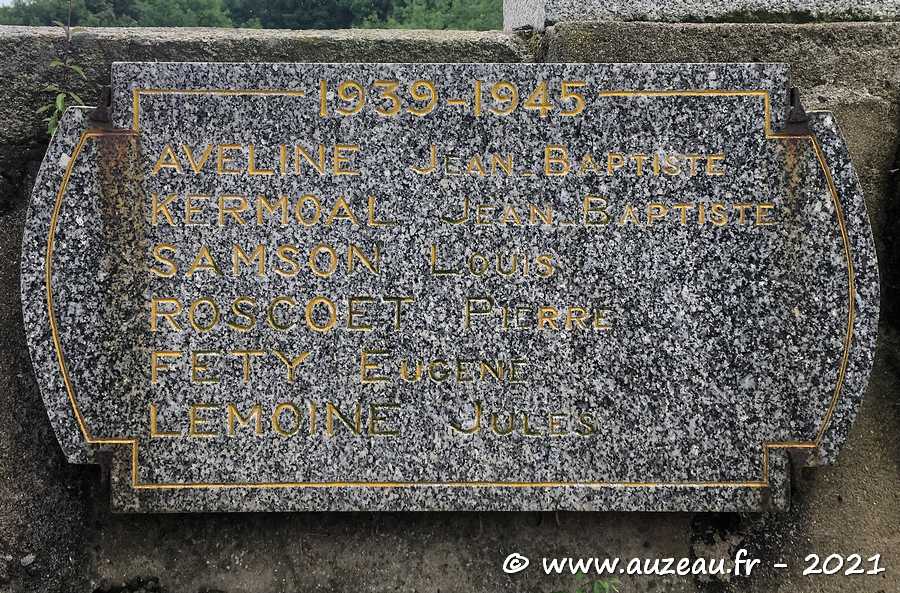 1939-1945
AVELINE JEAN-BAPTISTE
KERMOAL JEAN-BAPTISTE
SAMSON LOUIS
ROSCOET PIERRE
FETY EUGENE
LEMOINE JULES
© www.auzeau.fr - 2021